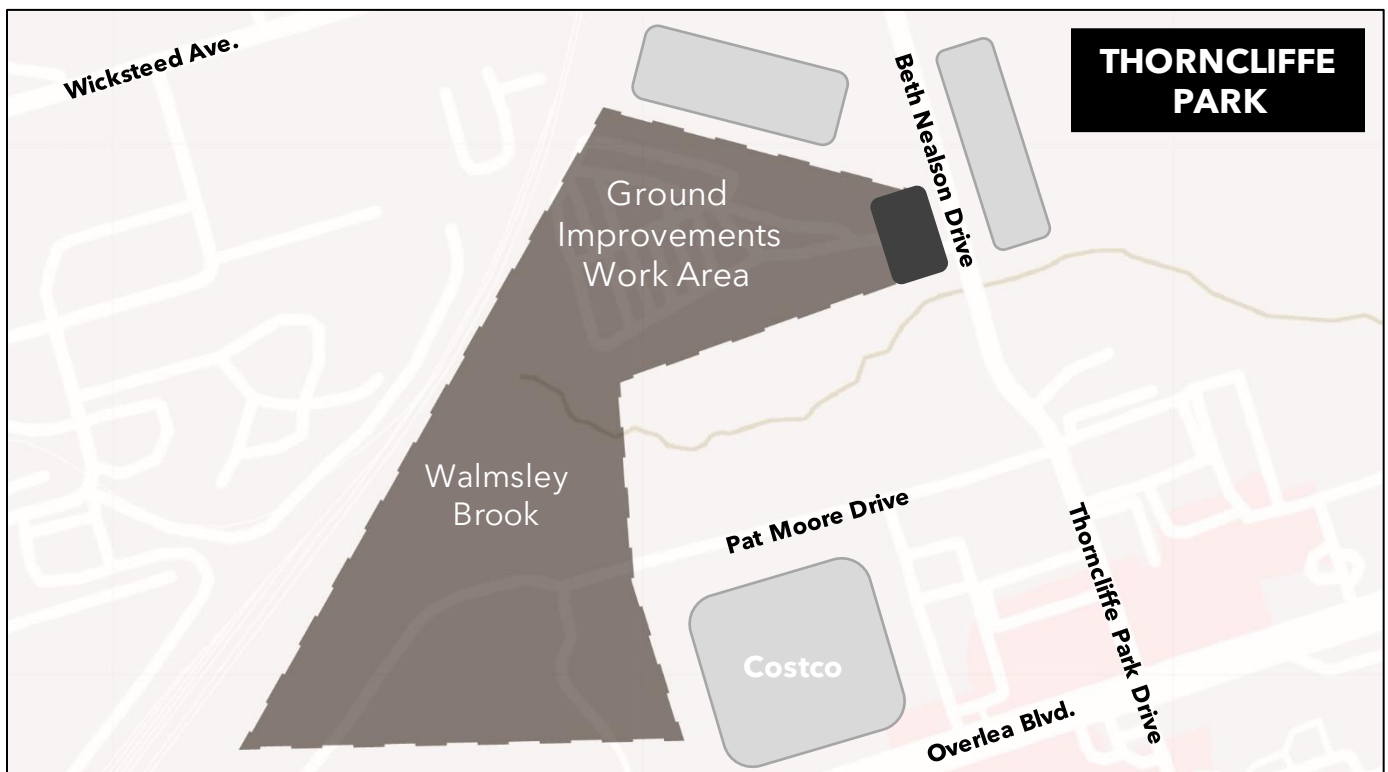 Wicksteed Ave.
Beth Nealson Drive
THORNCLIFFE
PARK
Ground
Improvements
Work Area
Walmsley
Brook
Pat Moore Drive
Thorncliffe Park Drive
Costco
Overlea Blvd.